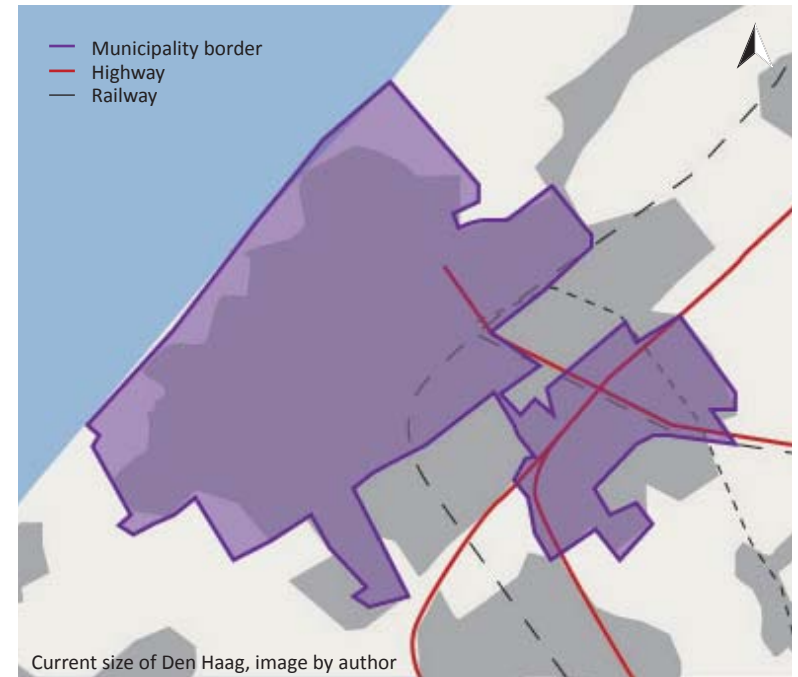 Municipality border
Highway
Railway
Current size of Den Haag, image by author